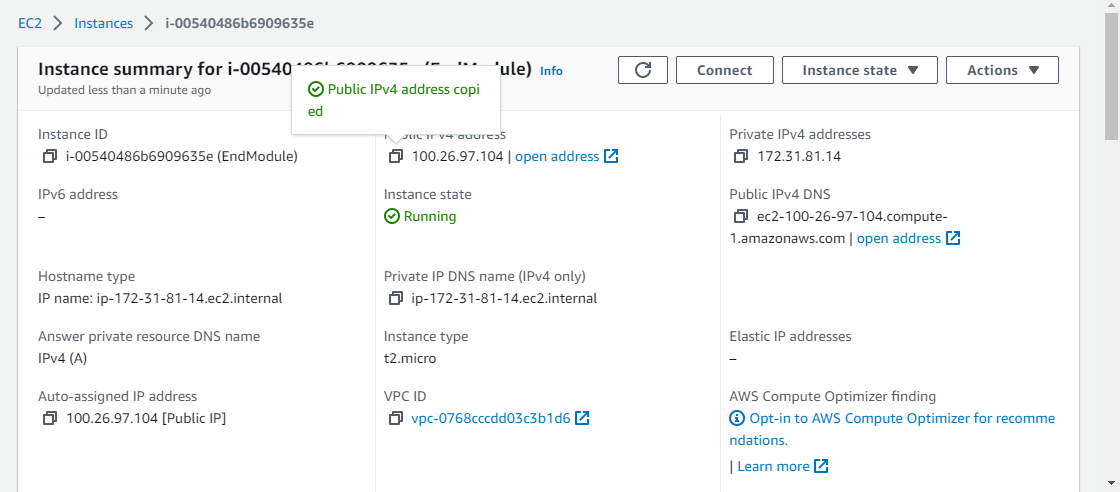 EC2 > Instances > i-00540486b6909635e
Instance summary for i-00540486b6909635e (EndModule) Info
Connect
Instance state ▼
Actions ▼
Updated less than a minute ago
Public IPv4 address copi
ed
Instance ID
i-00540486b6909635e (EndModule)
Public IPv4 address
100.26.97.104 | open address
Private IPv4 addresses
172.31.81.14
IPv6 address
–
Instance state
Running
Public IPv4 DNS
ec2-100-26-97-104.compute-
1.amazonaws.com | open address
Hostname type
IP name: ip-172-31-81-14.ec2.internal
Private IP DNS name (IPv4 only)
ip-172-31-81-14.ec2.internal
Answer private resource DNS name
IPv4 (A)
Instance type
t2.micro
Elastic IP addresses
–
Auto-assigned IP address
100.26.97.104 [Public IP]
VPC ID
vpc-0768cccdd03c3b1d6
AWS Compute Optimizer finding
Opt-in to AWS Compute Optimizer for recomme
ndations.
| Learn more